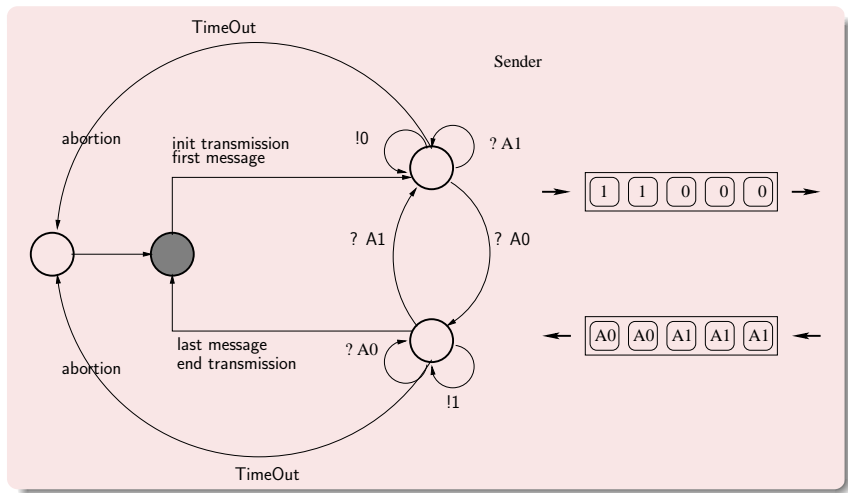 TimeOut
Sender
abortion
init transmission
first message
!0
? A1
1 1 0 0 0
? A1
? A0
last message
end transmission
? A0
A0 A0 A1 A1 A1
abortion
!1
TimeOut